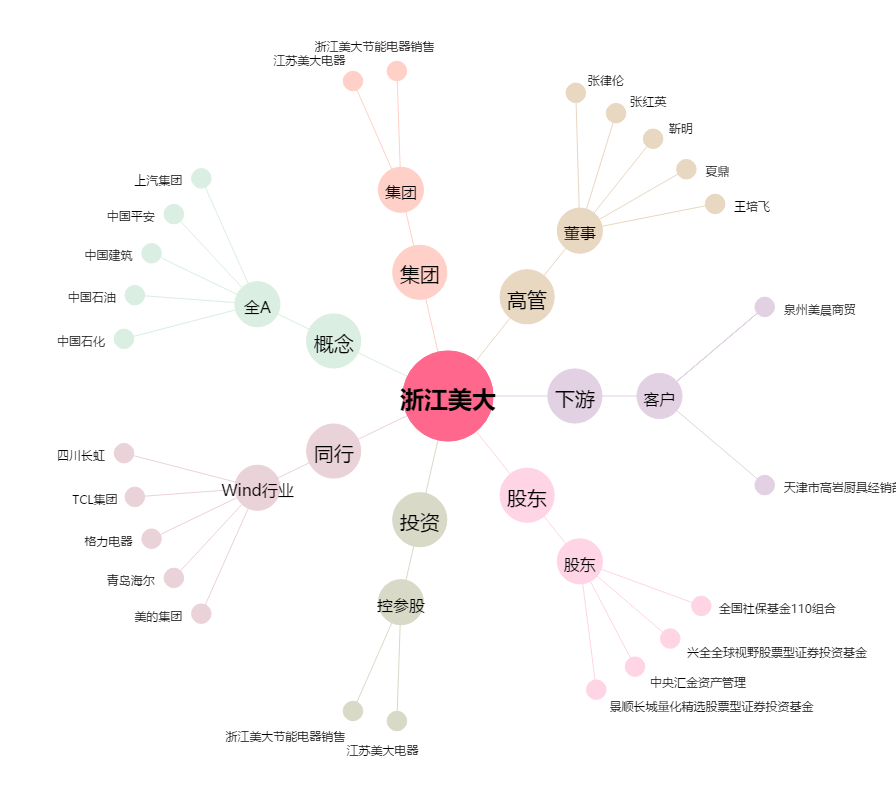 浙江美大节能电器销售
江苏美大电器
集团
集团
张律伦
张红英
靳明
夏鼎
王培飞
董事
高管
上汽集团
中国平安
中国建筑
中国石油
中国石化
全A
概念
浙江美大
下游
客户
泉州美晨商贸
天津市高岩厨具经销部
同行
Wind行业
四川长虹
TCL集团
格力电器
青岛海尔
美的集团
投资
控参股
浙江美大节能电器销售
江苏美大电器
股东
股东
全国社保基金110组合
兴全全球视野股票型证券投资基金
中央汇金资产管理
景顺长城量化精选股票型证券投资基金